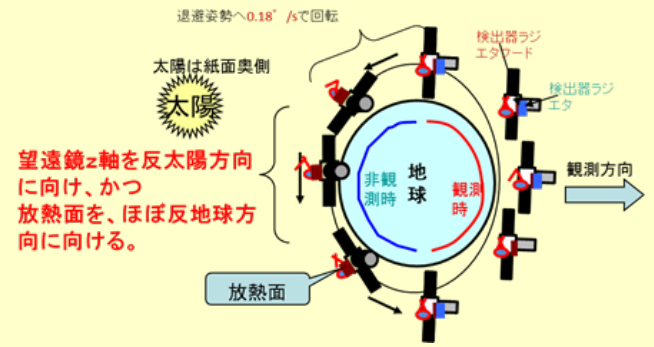 退避姿勢へ0.18°/sで回転
検出器ラジ
エタフード
太陽は紙面奥側
太陽
検出器ラジ
エタ
望遠鏡z軸を反太陽方向
に向け、かつ
放熱面を、ほぼ反地球方
向に向ける。
非観
測時
地
球
観測
時
観測方向
放熱面